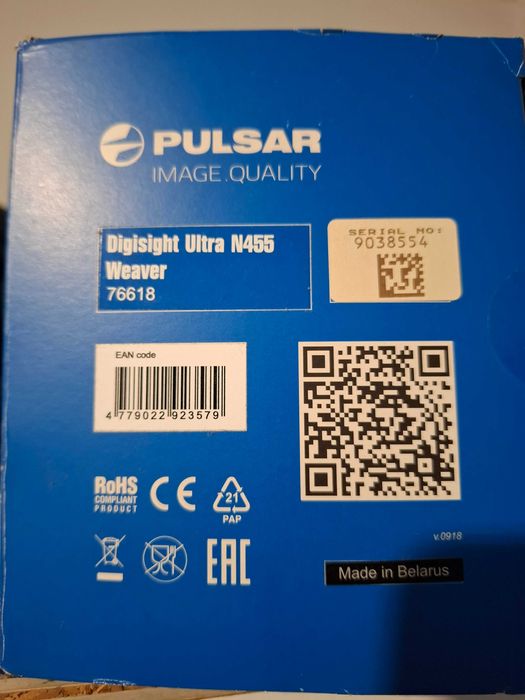 PULSAR
IMAGE.QUALITY
Digisight Ultra N455
Weaver
76618
SERIAL NO:
9038554
EAN code
4 779022 923579
RoHS
COMPLIANT
PRODUCT
CE
21
PAP
EAC
v.0918
Made in Belarus